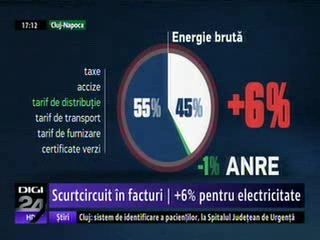 17:12 Cluj-Napoca
Energie brută
taxe
accize
tarif de distribuție
tarif de transport
tarif de furnizare
certificate verzi
55% 45%
+6%
-1% ANRE
DIGI
24
HD
Scurtcircuit în facturi | +6% pentru electricitate
Știri Cluj: sistem de identificare a pacienților, la Spitalul Județean de Urgență